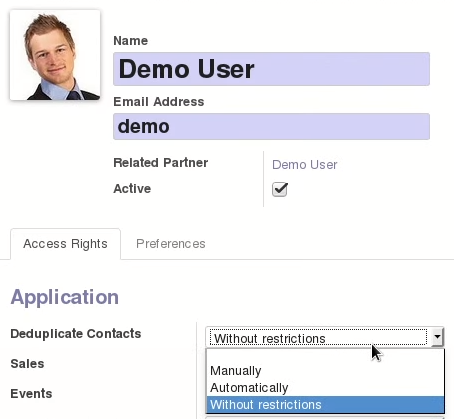 Name
Demo User
Email Address
demo
Related Partner Demo User
Active
Access Rights Preferences
Application
Deduplicate Contacts Without restrictions
Sales
Manually
Automatically
Events
Without restrictions